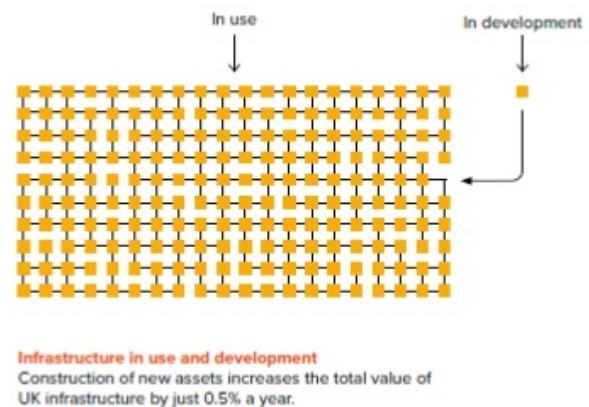 In use
In development
Infrastructure in use and development
Construction of new assets increases the total value of
UK infrastructure by just 0.5% a year.